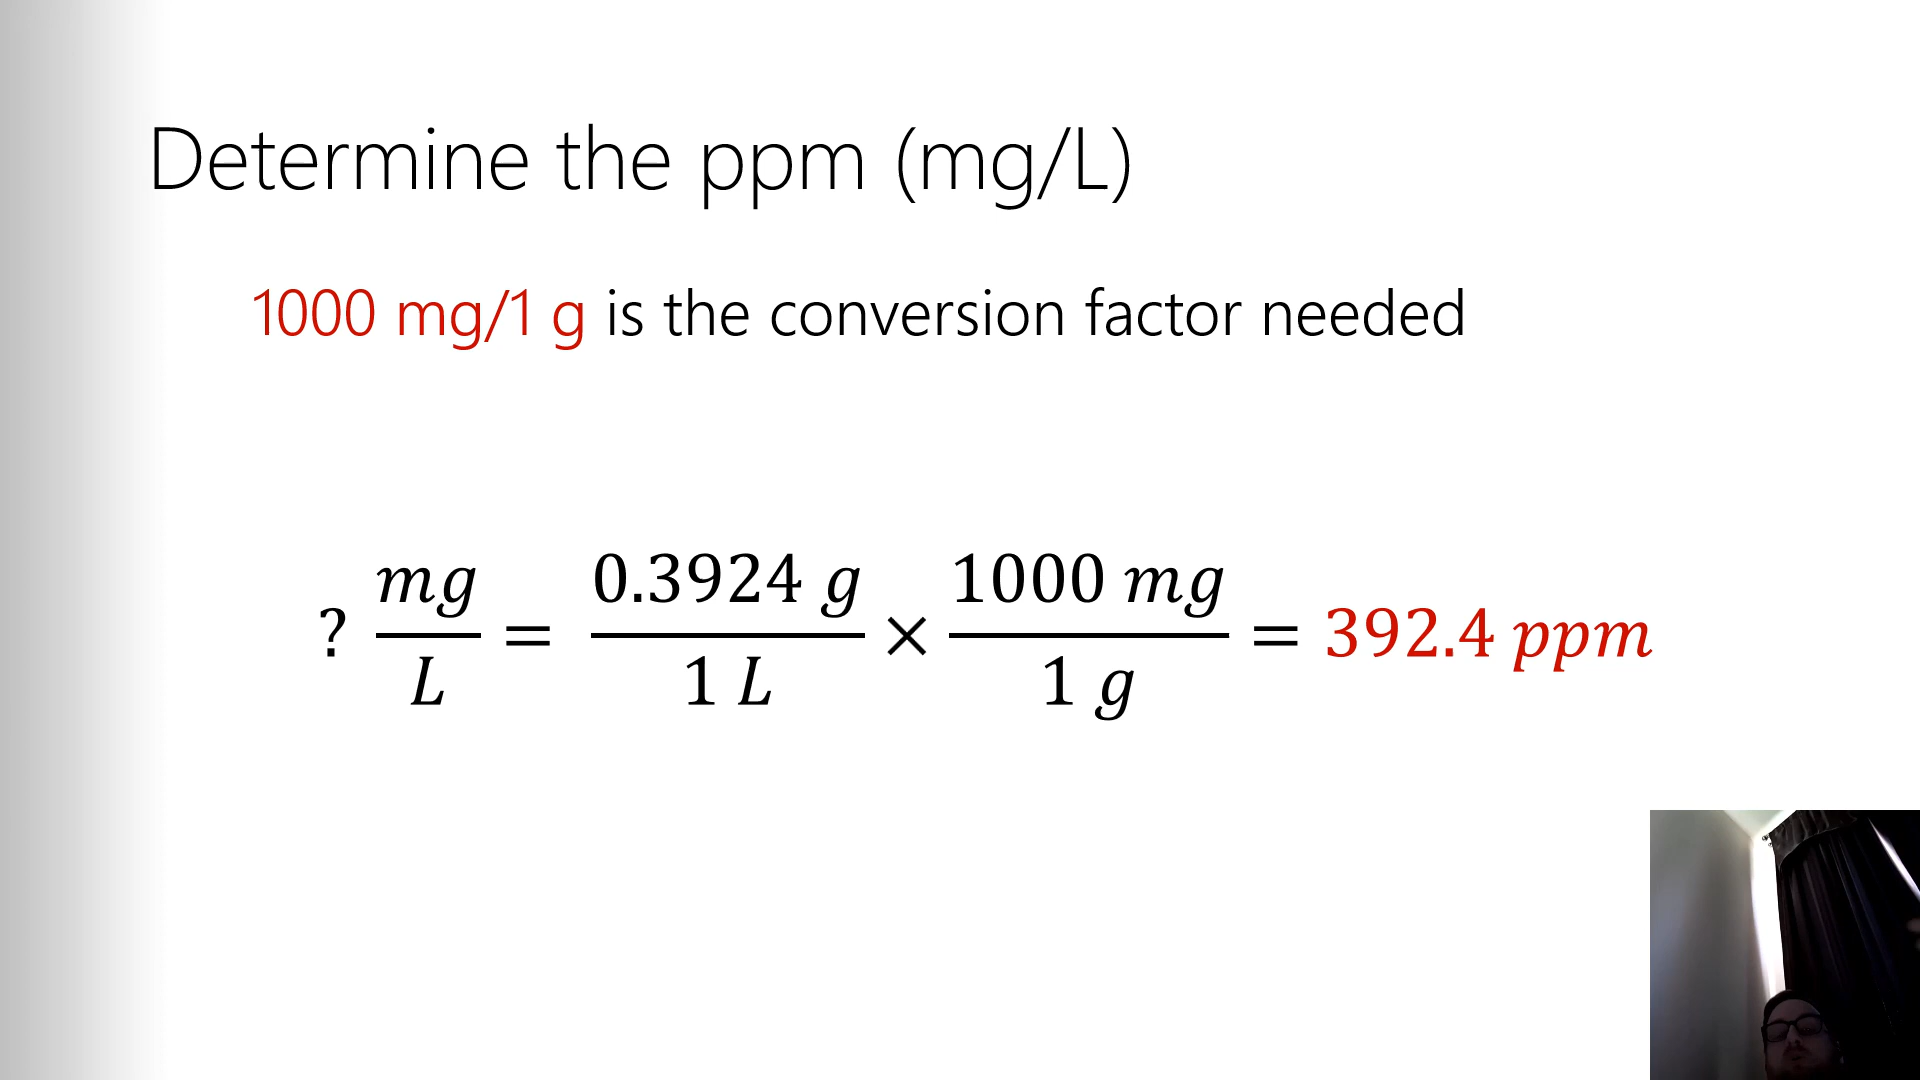 Determine the ppm (mg/L)
1000 mg/1 g is the conversion factor needed
? mg/L = 0.3924 g/1 L × 1000 mg/1 g = 392.4 ppm